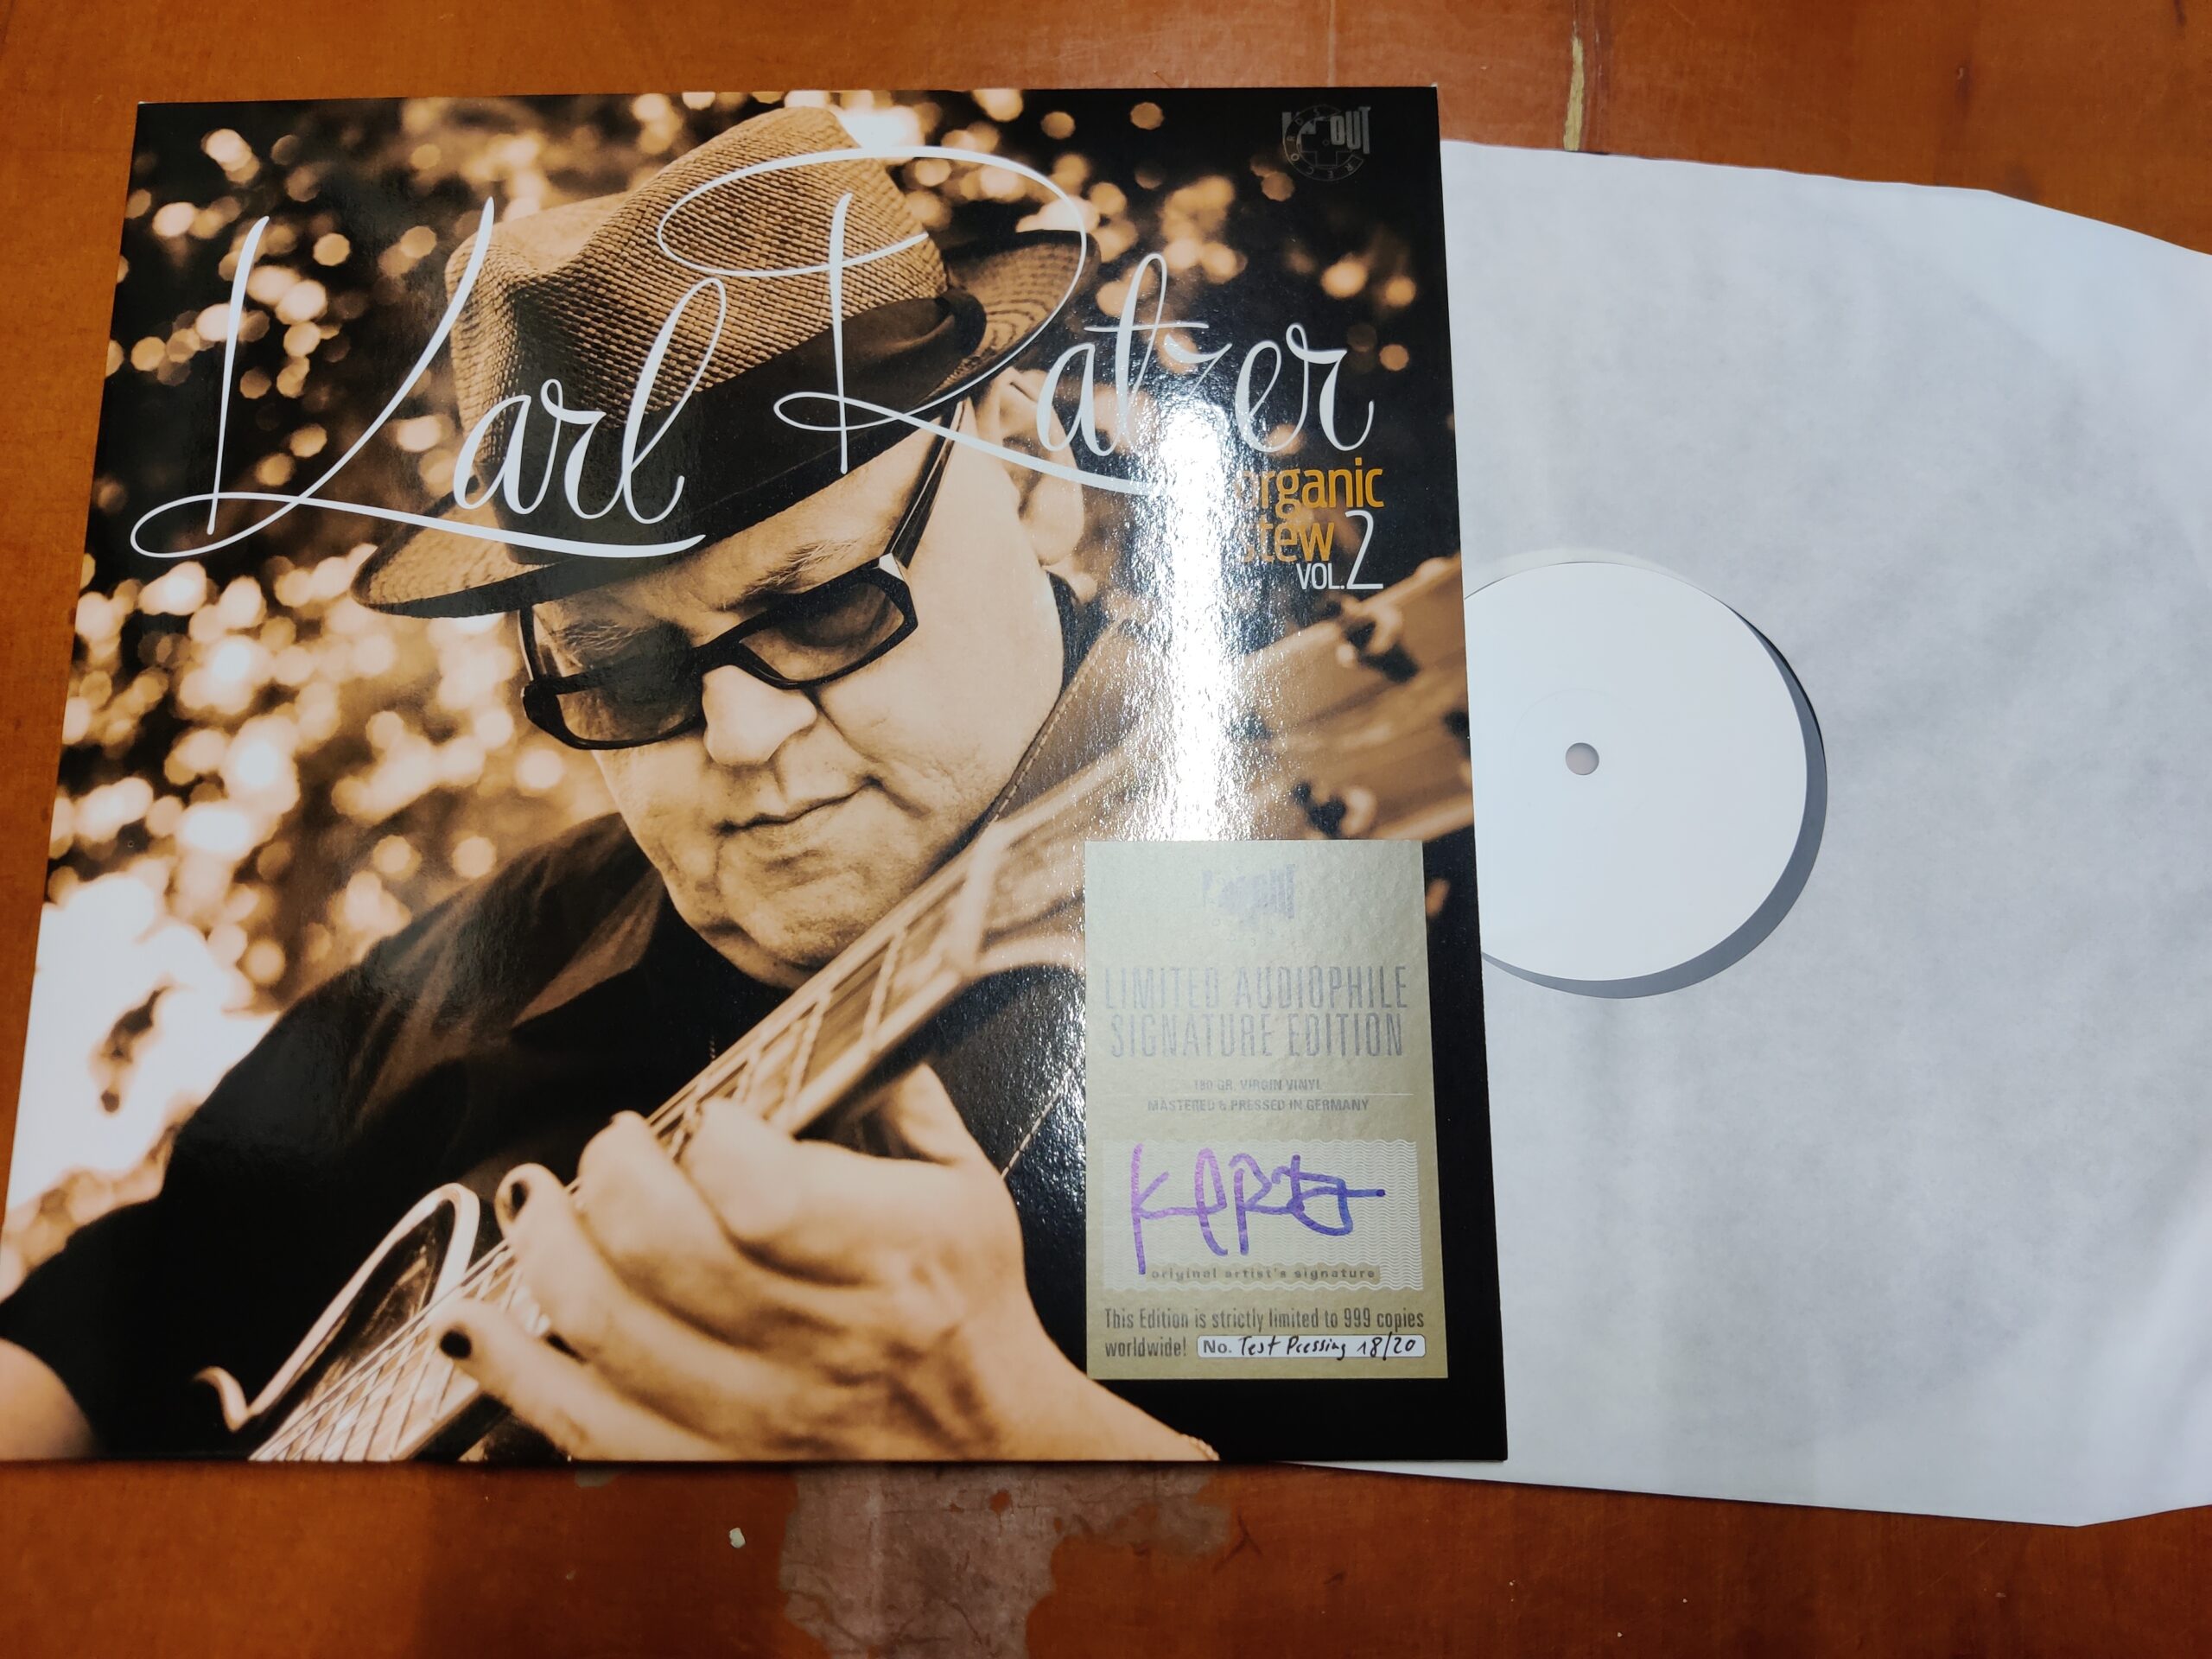 OUT
Karl Ratzer
organic
stew
VOL.2
LIMITED AUDIOPHILE
SIGNATURE EDITION
180 GR. VIRGIN VINYL
MASTERED & PRESSED IN GERMANY
original artist's signature
This Edition is strictly limited to 999 copies
worldwide! No. Test Pressing 18/20